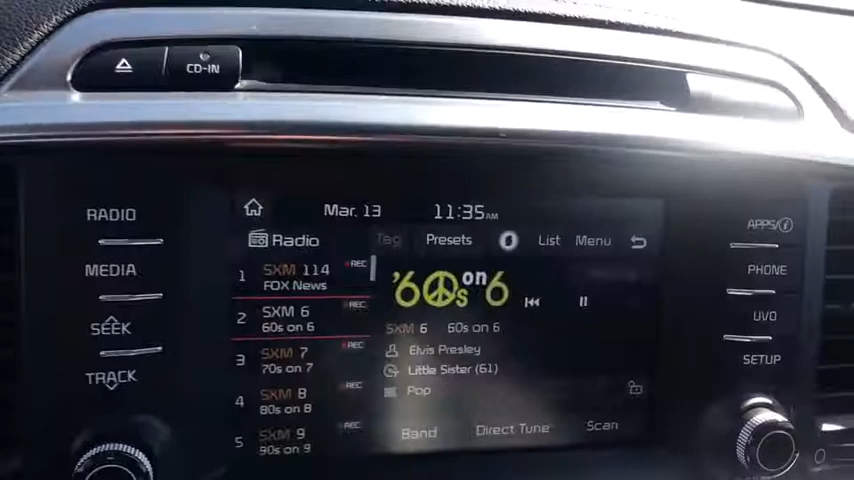 CD-IN
Mar. 13
11:35 AM
RADIO
MEDIA
SEEK
TRACK
Radio
Tag
Presets
List
Menu
1 SXM 114 REC
FOX News
2 SXM 6 REC
60s on 6
3 SXM 7 REC
70s on 7
4 SXM 8 REC
80s on 8
5 SXM 9 REC
90s on 9
'60s on 6
SXM 6 60s on 6
Elvis Presley
Little Sister (61)
Pop
Band
Direct Tune
Scan
APPS/i
PHONE
UVO
SETUP